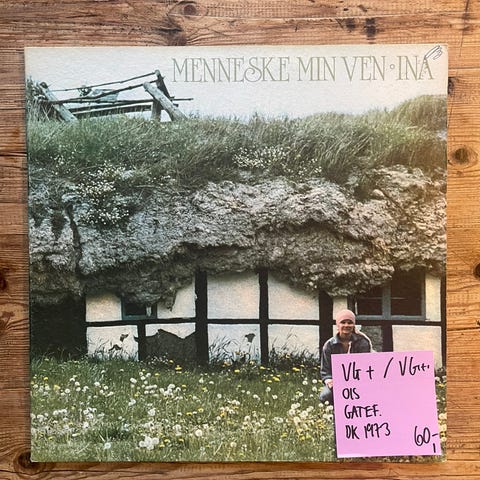 MENNESKE MIN VEN • INA
VG+ / VG++
OIS
GATEF.
DK 1973 60,-